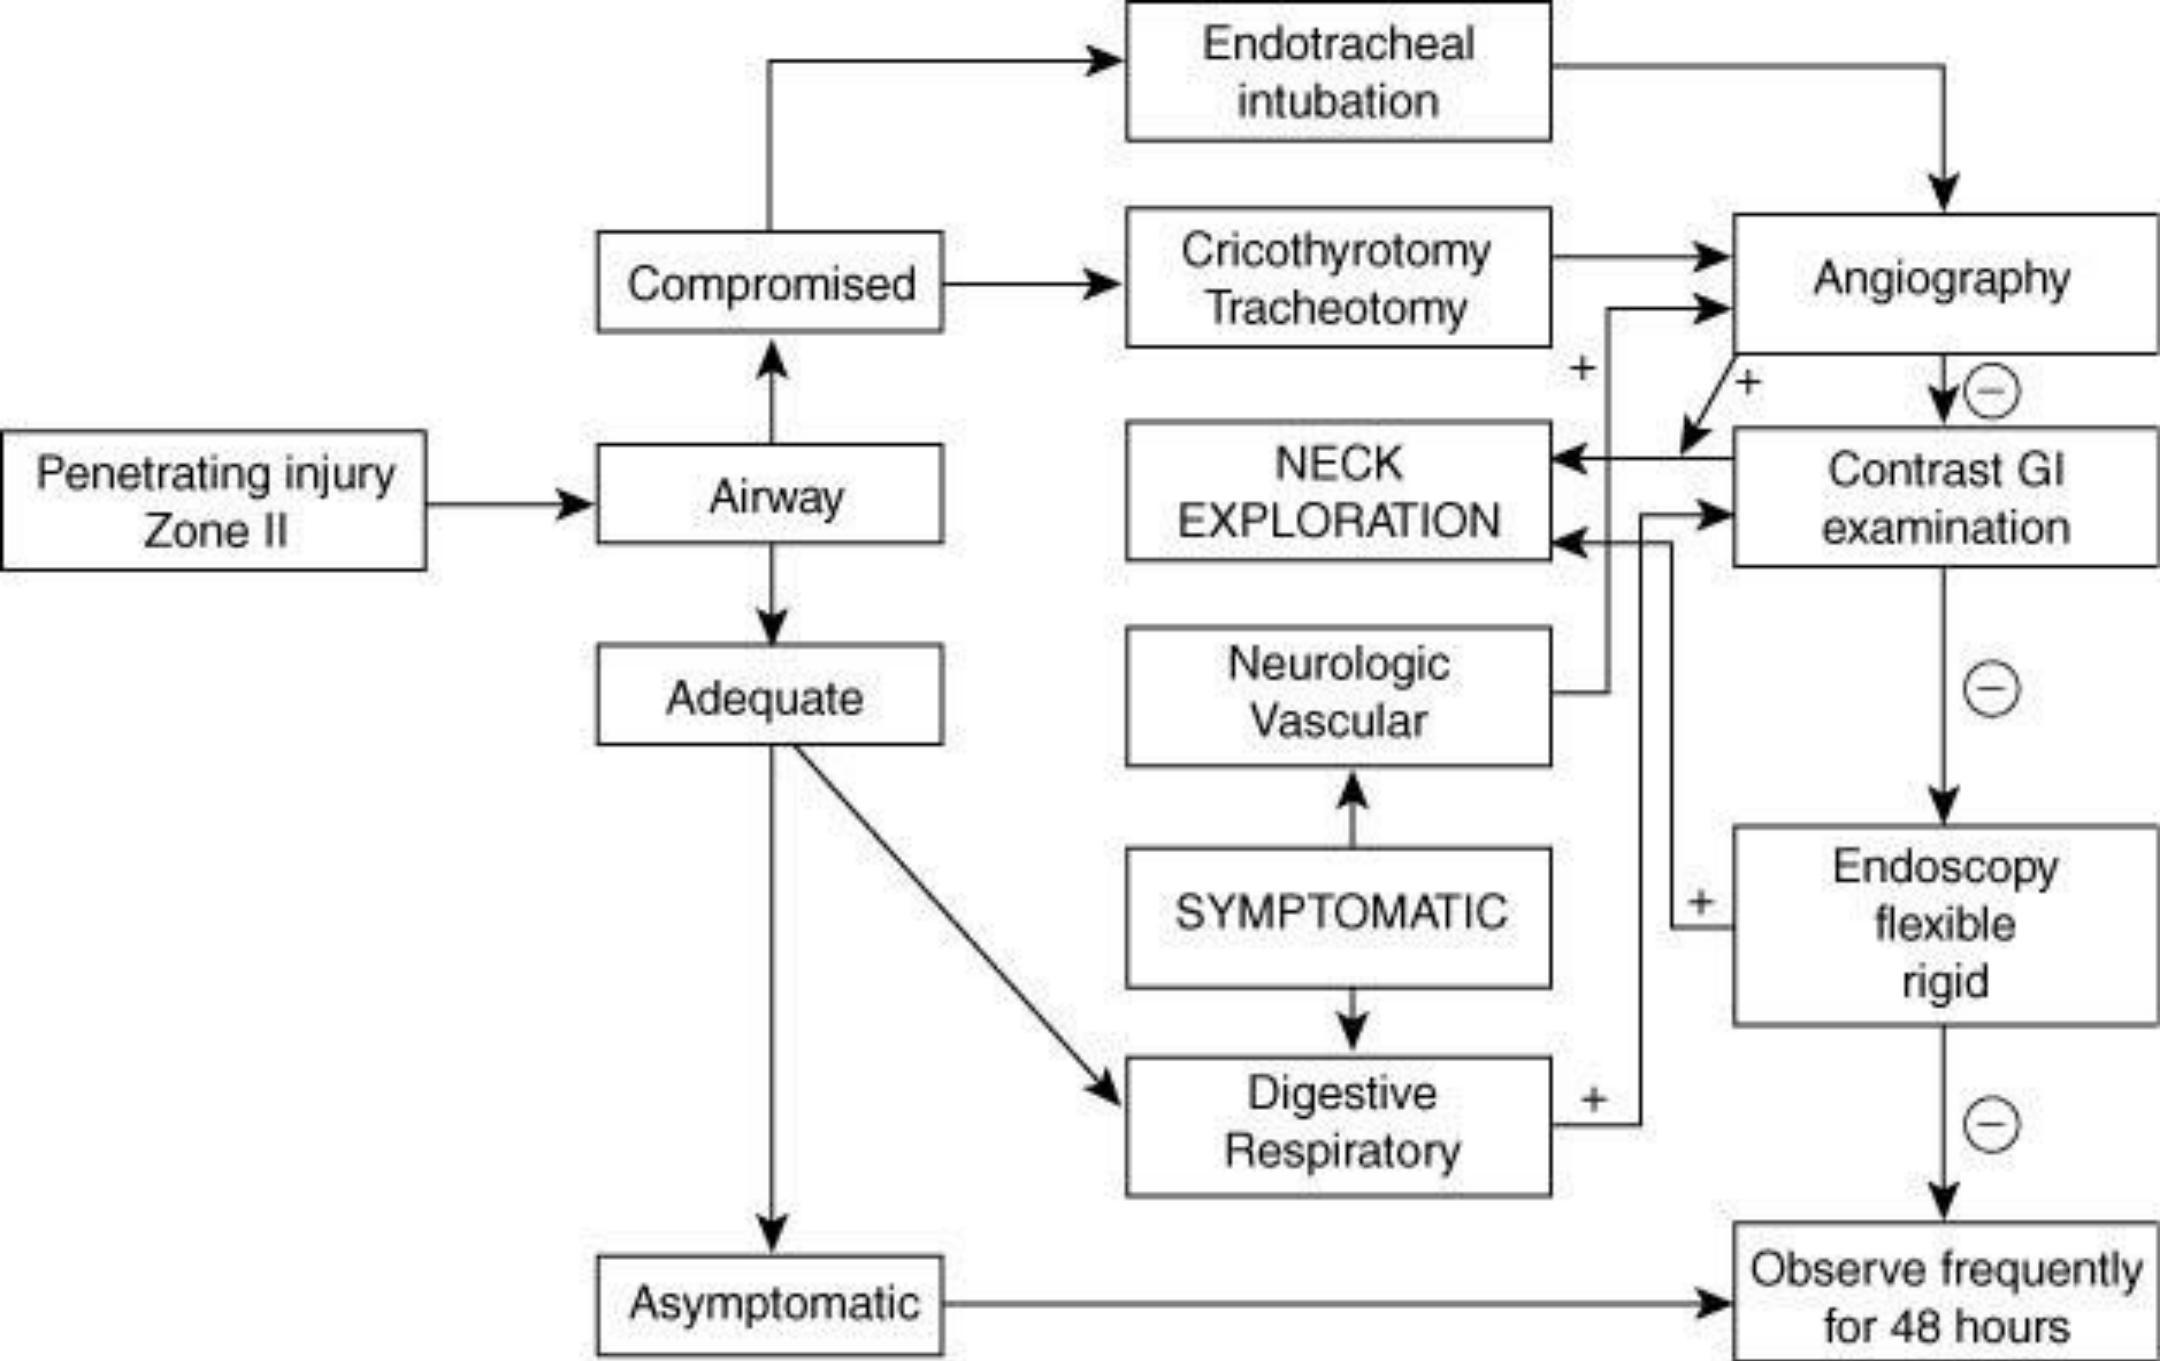 Endotracheal
intubation
Cricothyrotomy
Tracheotomy
Compromised
Angiography
+
+
−
Penetrating injury
Zone II
Airway
NECK
EXPLORATION
Contrast GI
examination
Adequate
Neurologic
Vascular
−
SYMPTOMATIC
+
Endoscopy
flexible
rigid
Digestive
Respiratory
+
−
Asymptomatic
Observe frequently
for 48 hours